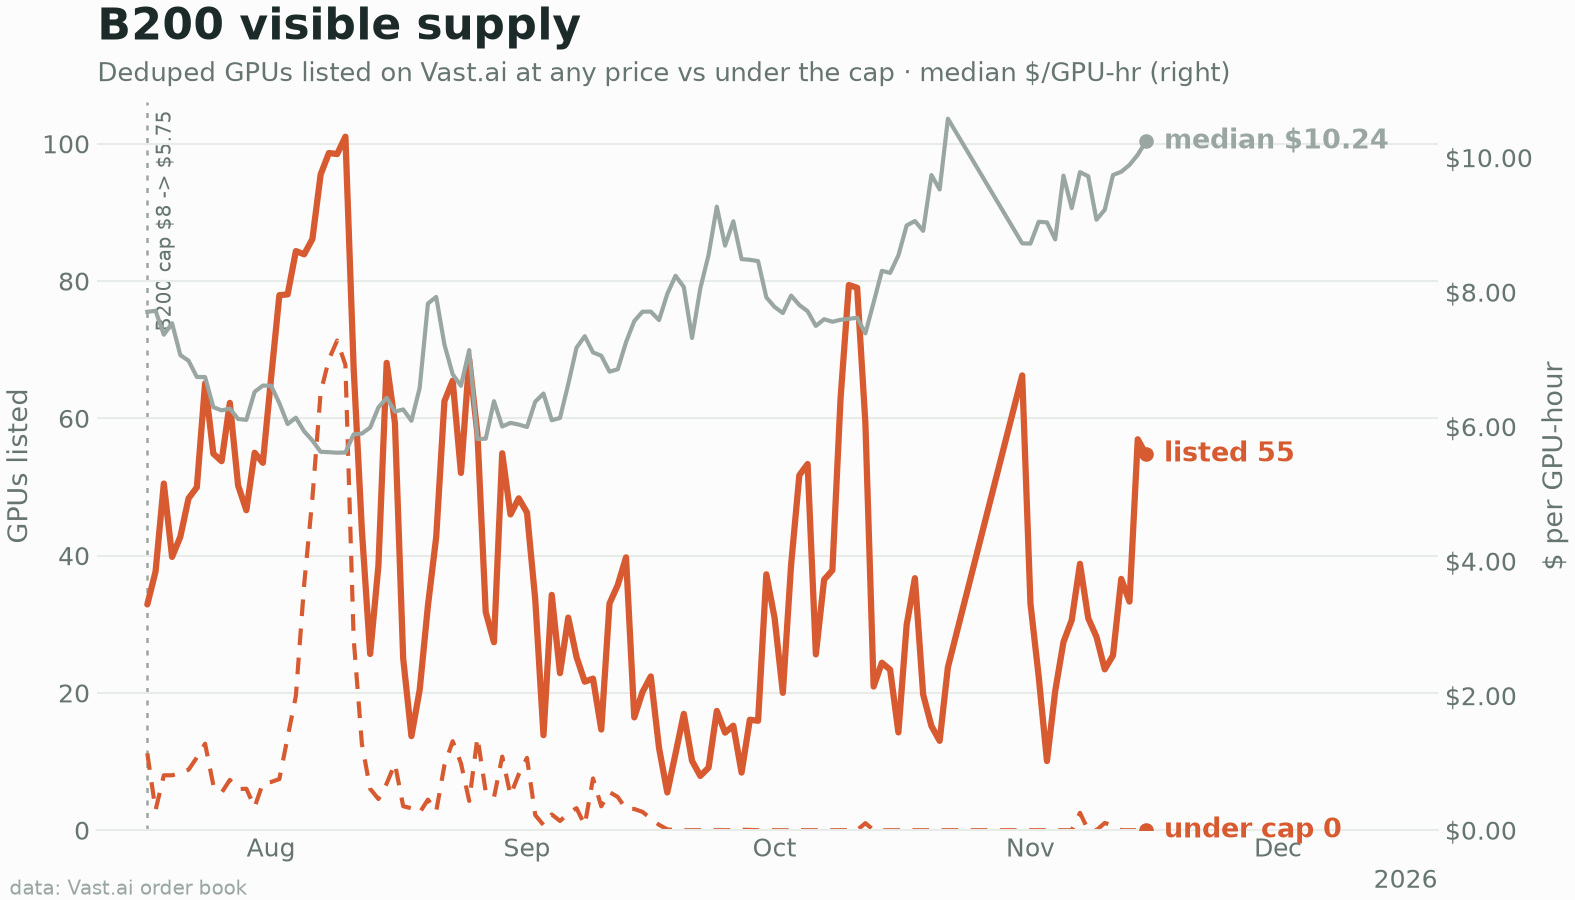 B200 visible supply
Deduped GPUs listed on Vast.ai at any price vs under the cap · median $/GPU-hr (right)
B200 cap $8 -> $5.75
GPUs listed
100
80
60
40
20
0
$10.00
$8.00
$6.00
$4.00
$2.00
$0.00
$ per GPU-hour
median $10.24
listed 55
under cap 0
Aug
Sep
Oct
Nov
Dec
2026
data: Vast.ai order book